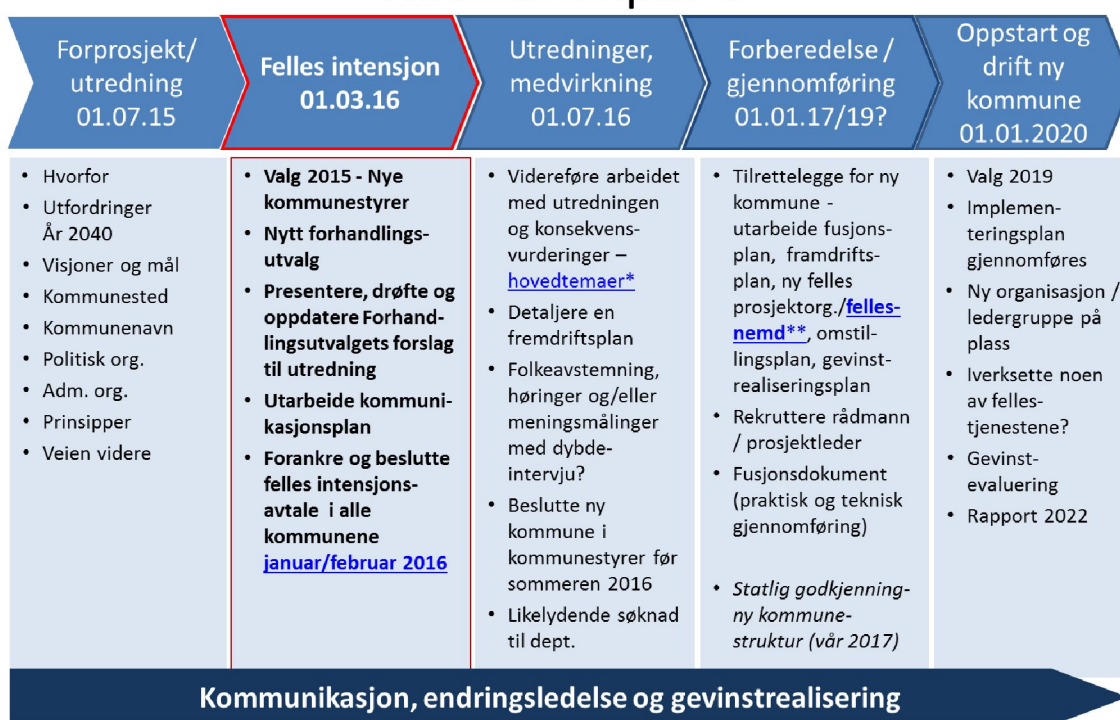 Forprosjekt/
utredning
01.07.15
Felles intensjon
01.03.16
Utredninger,
medvirkning
01.07.16
Forberedelse /
gjennomføring
01.01.17/19?
Oppstart og
drift ny
kommune
01.01.2020
• Hvorfor
• Utfordringer
År 2040
• Visjoner og mål
• Kommunested
• Kommunenavn
• Politisk org.
• Adm. org.
• Prinsipper
• Veien videre
• Valg 2015 - Nye
kommunestyrer
• Nytt forhandlings-
utvalg
• Presentere, drøfte og
oppdatere Forhand-
lingsutvalgets forslag
til utredning
• Utarbeide kommuni-
kasjonsplan
• Forankre og beslutte
felles intensjons-
avtale i alle
kommunene
januar/februar 2016
• Videreføre arbeidet
med utredningen
og konsekvens-
vurderinger –
hovedtemaer*
• Detaljere en
fremdriftsplan
• Folkeavstemning,
høringer og/eller
meningsmålinger
med dybde-
intervju?
• Beslutte ny
kommune i
kommunestyrer før
sommeren 2016
• Likelydende søknad
til dept.
• Tilrettelegge for ny
kommune -
utarbeide fusjons-
plan, framdrifts-
plan, ny felles
prosjektorg./felles-
nemd**, omstil-
lingsplan, gevinst-
realiseringsplan
• Rekruttere rådmann
/ prosjektleder
• Fusjonsdokument
(praktisk og teknisk
gjennomføring)
• Statlig godkjenning-
ny kommune-
struktur (vår 2017)
• Valg 2019
• Implemen-
teringsplan
gjennomføres
• Ny organisasjon /
ledergruppe på
plass
• Iverksette noen
av felles-
tjenestene?
• Gevinst-
evaluering
• Rapport 2022
Kommunikasjon, endringsledelse og gevinstrealisering